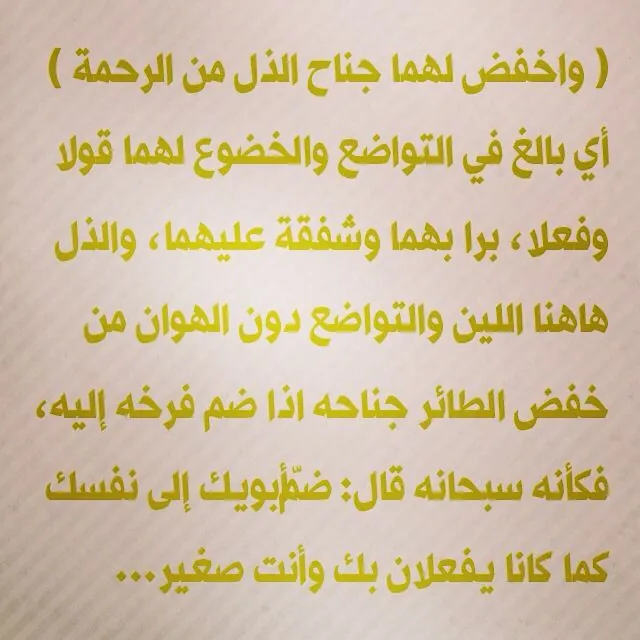 ( واخفض لهما جناح الذل من الرحمة )
أي بالغ في التواضع والخضوع لهما قولا
وفعلا، برا بهما وشفقة عليهما، والذل
هاهنا اللين والتواضع دون الهوان من
خفض الطائر جناحه اذا ضم فرخه إليه،
فكأنه سبحانه قال: ضمّ أبويك إلى نفسك
كما كانا يفعلان بك وأنت صغير...